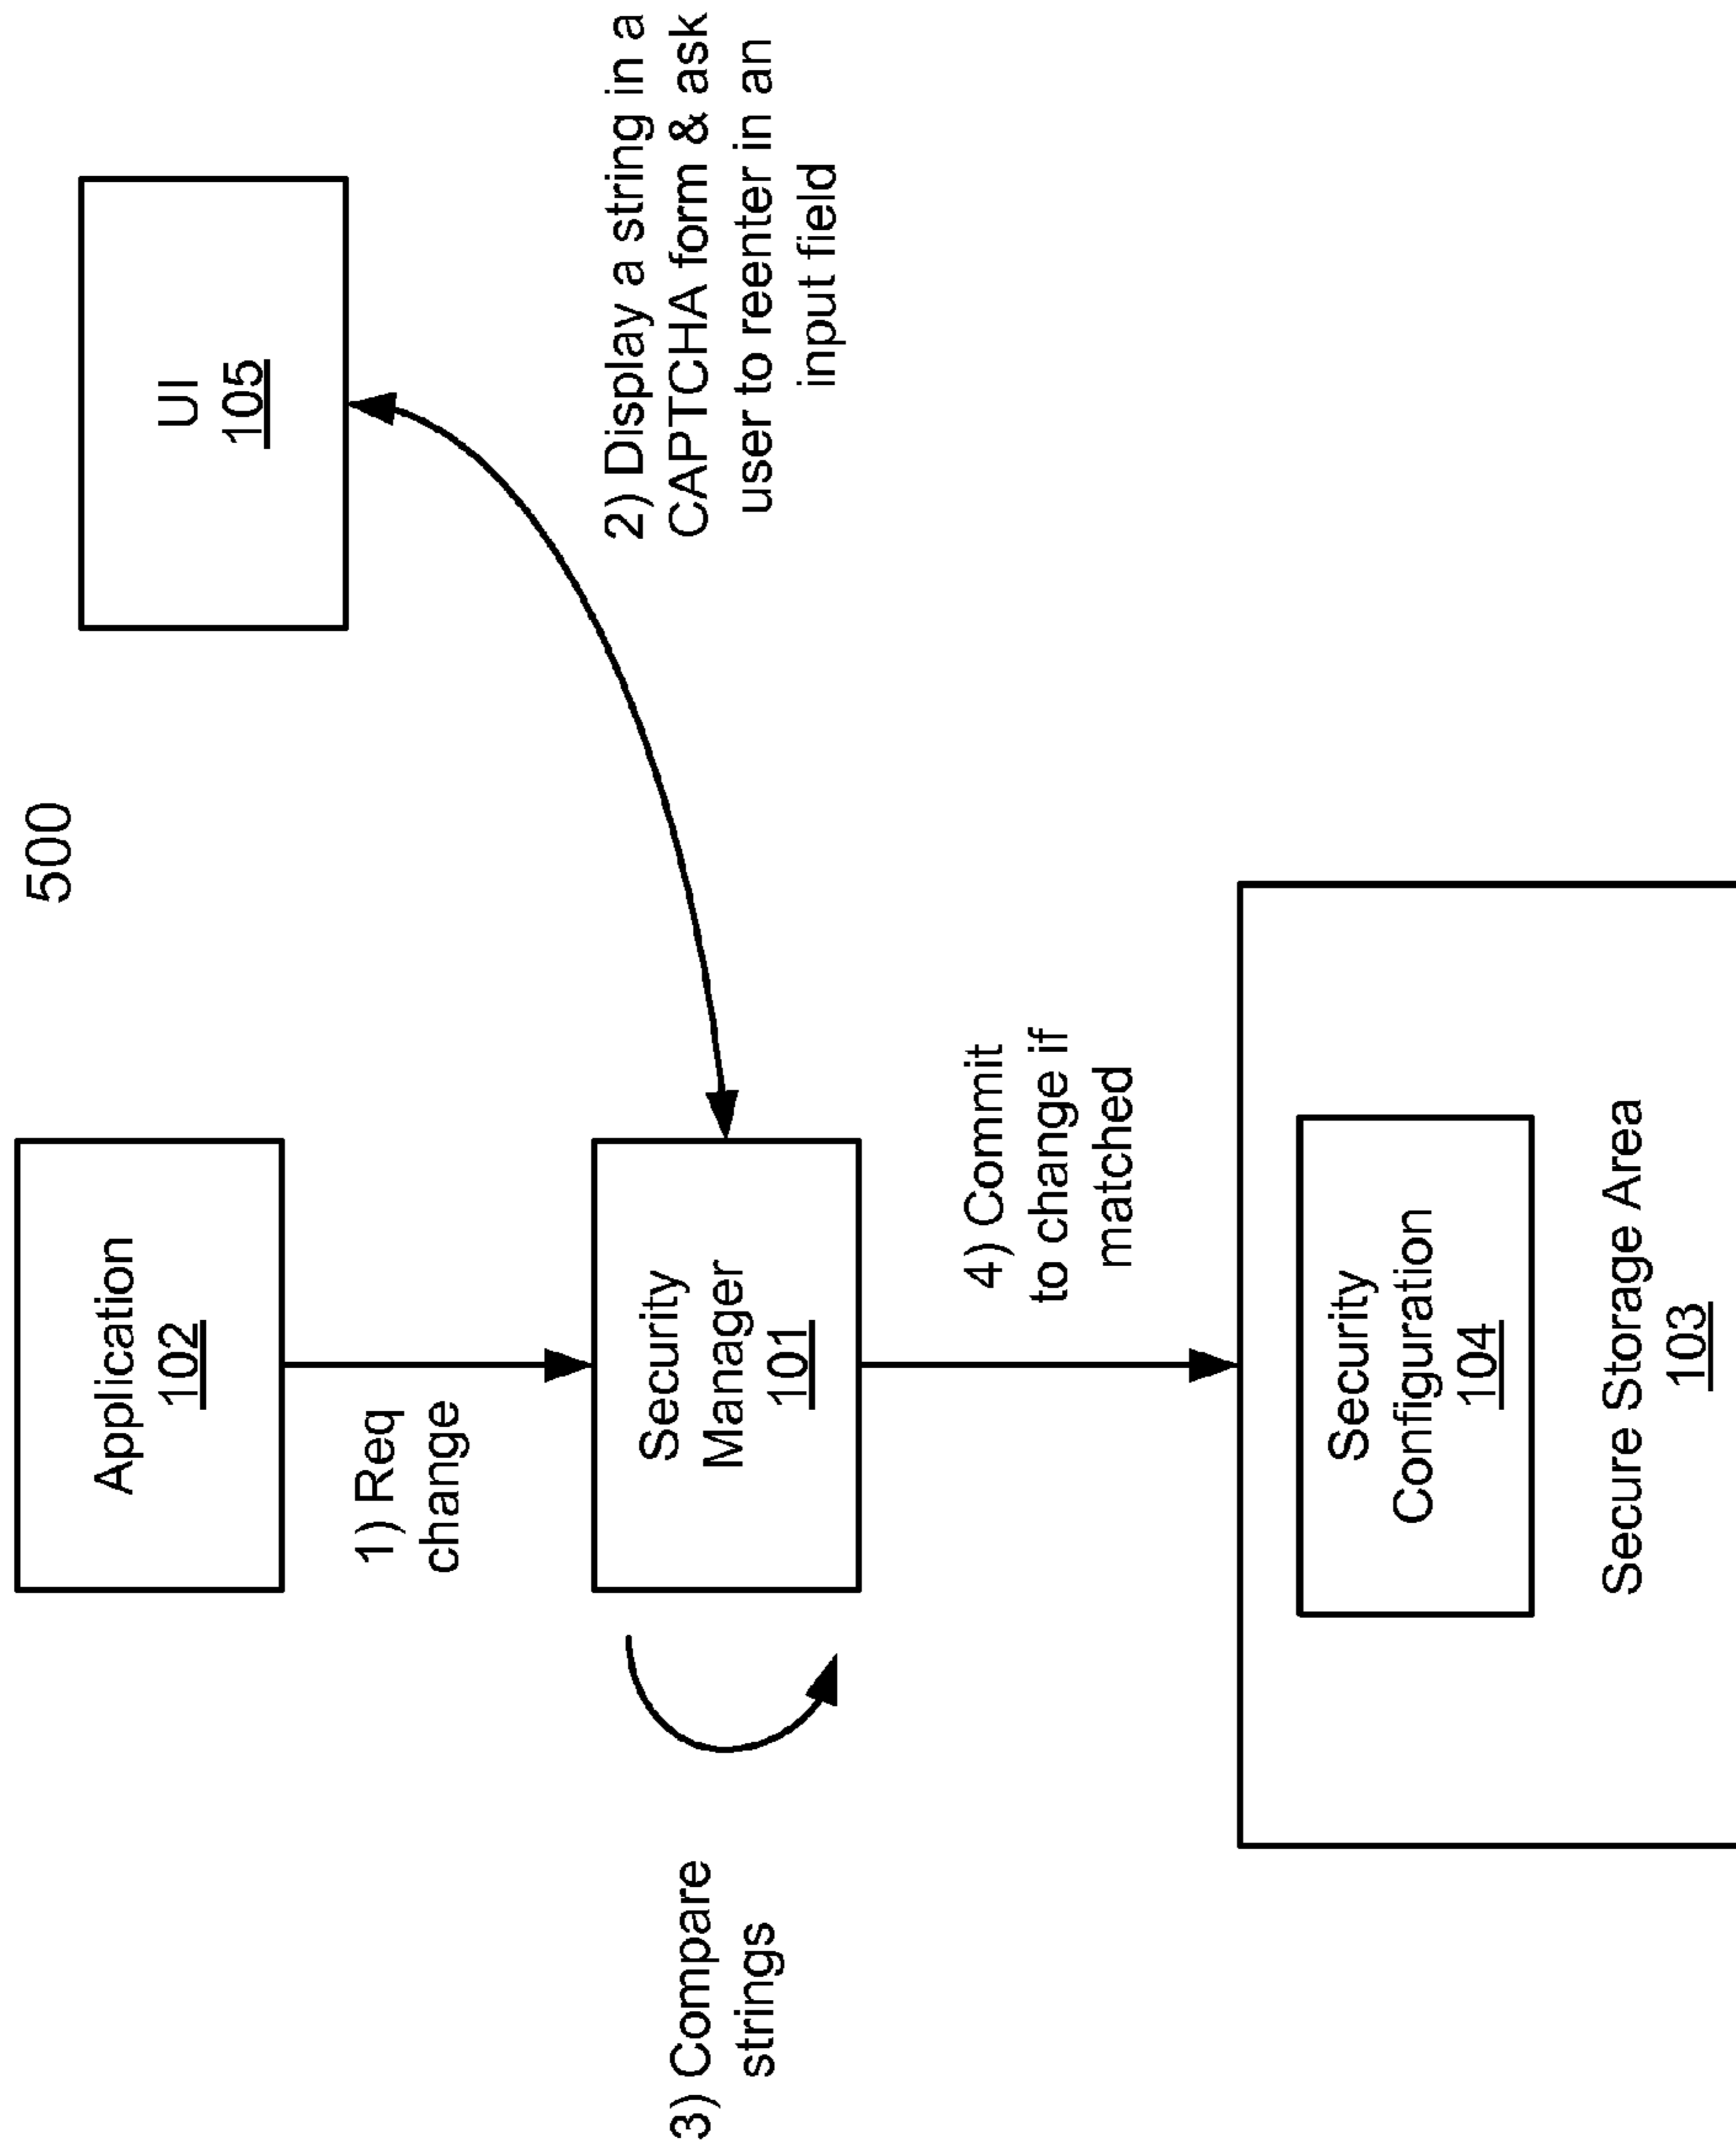 500
Application
102
UI
105
1) Req
change
2) Display a string in a
CAPTCHA form & ask
user to reenter in an
input field
3) Compare
strings
Security
Manager
101
4) Commit
to change if
matched
Security
Configuration
104
Secure Storage Area
103